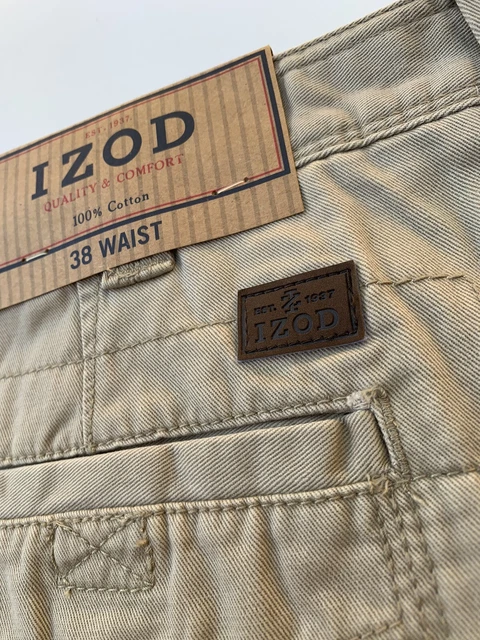 EST. 1937.
IZOD
QUALITY & COMFORT
100% Cotton
38 WAIST
EST. 1937
IZOD